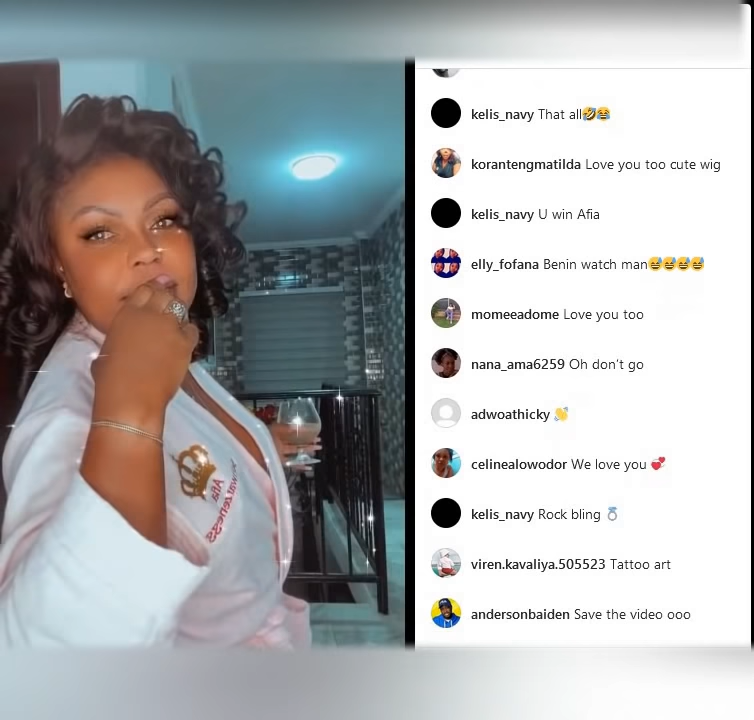 Afia
kelis_navy That all🤣😂
korantengmatilda Love you too cute wig
kelis_navy U win Afia
elly_fofana Benin watch man😅😅😅😅
momeeadome Love you too
nana_ama6259 Oh don't go
adwoathicky 👏
celinealowodor We love you 💞
kelis_navy Rock bling 💍
viren.kavaliya.505523 Tattoo art
andersonbaiden Save the video ooo